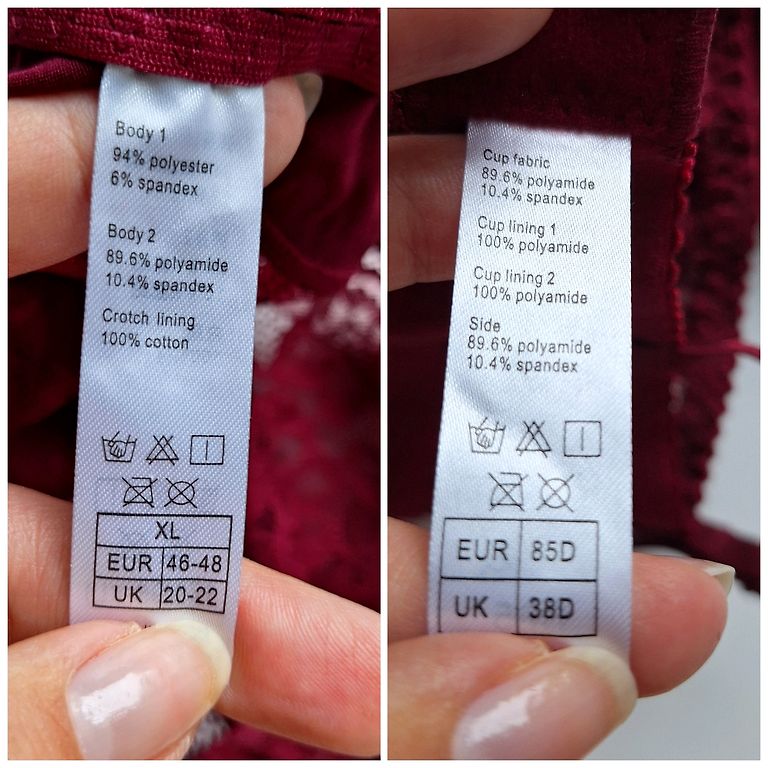 Body 1
94% polyester
6% spandex
Body 2
89.6% polyamide
10.4% spandex
Crotch lining
100% cotton
XL
EUR 46-48
UK 20-22
Cup fabric
89.6% polyamide
10.4% spandex
Cup lining 1
100% polyamide
Cup lining 2
100% polyamide
Side
89.6% polyamide
10.4% spandex
EUR 85D
UK 38D